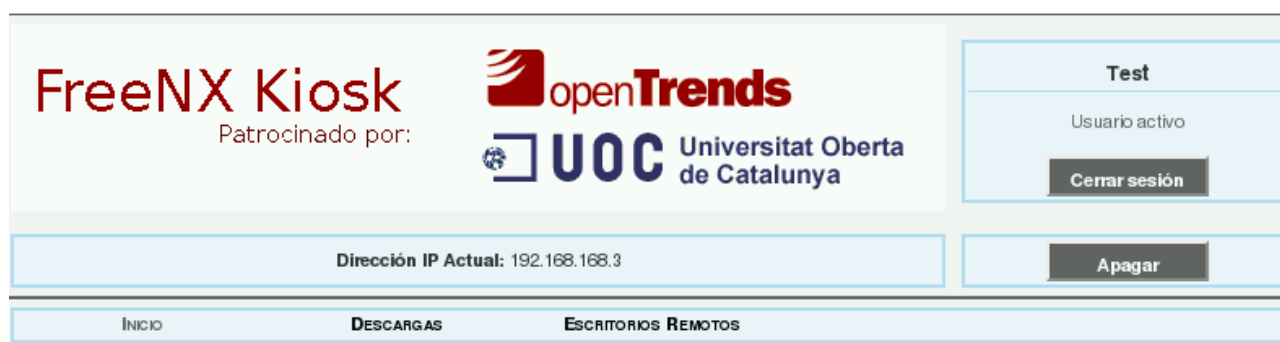 FreeNX Kiosk
Patrocinado por:
openTrends
UOC Universitat Oberta
de Catalunya
Test
Usuario activo
Cerrar sesión
Dirección IP Actual: 192.168.168.3
Apagar
Inicio Descargas Escritorios Remotos